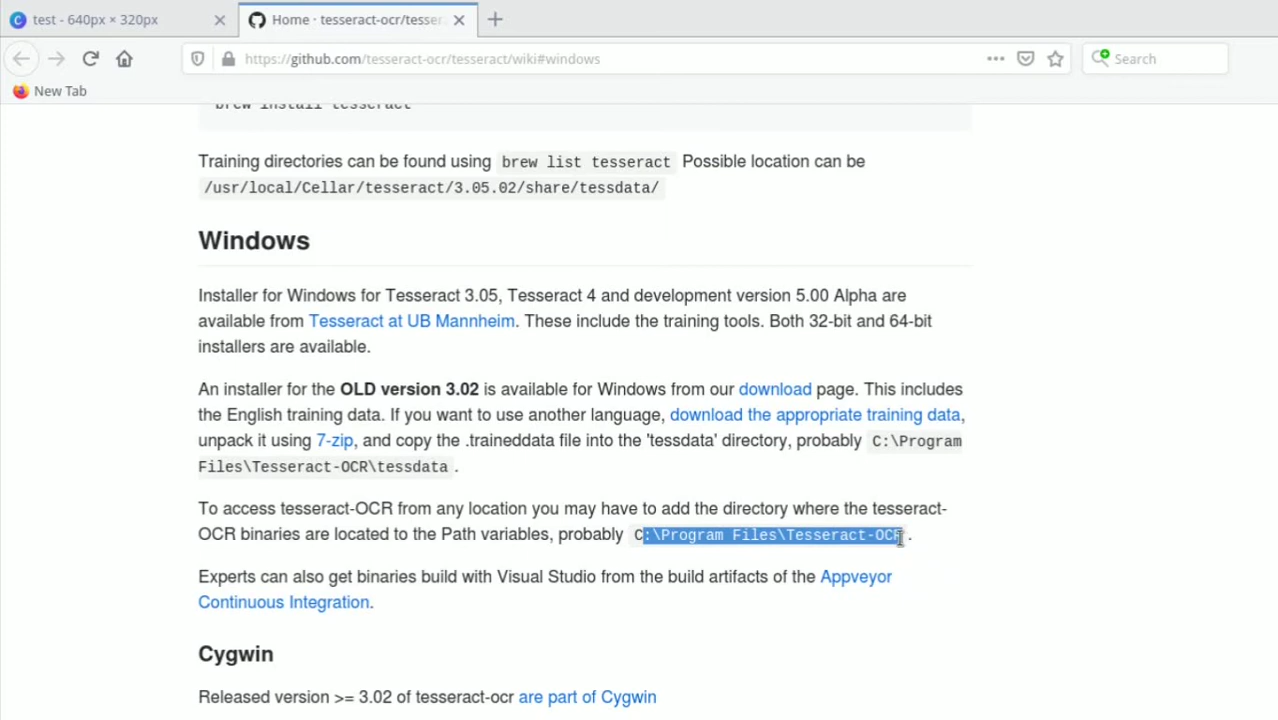 test - 640px × 320px
Home · tesseract-ocr/tesser
https://github.com/tesseract-ocr/tesseract/wiki#windows
Search
New Tab
brew install tesseract
Training directories can be found using brew list tesseract Possible location can be
/usr/local/Cellar/tesseract/3.05.02/share/tessdata/
Windows
Installer for Windows for Tesseract 3.05, Tesseract 4 and development version 5.00 Alpha are
available from Tesseract at UB Mannheim. These include the training tools. Both 32-bit and 64-bit
installers are available.
An installer for the OLD version 3.02 is available for Windows from our download page. This includes
the English training data. If you want to use another language, download the appropriate training data,
unpack it using 7-zip, and copy the .traineddata file into the 'tessdata' directory, probably C:\Program
Files\Tesseract-OCR\tessdata .
To access tesseract-OCR from any location you may have to add the directory where the tesseract-
OCR binaries are located to the Path variables, probably C:\Program Files\Tesseract-OCR .
Experts can also get binaries build with Visual Studio from the build artifacts of the Appveyor
Continuous Integration.
Cygwin
Released version >= 3.02 of tesseract-ocr are part of Cygwin